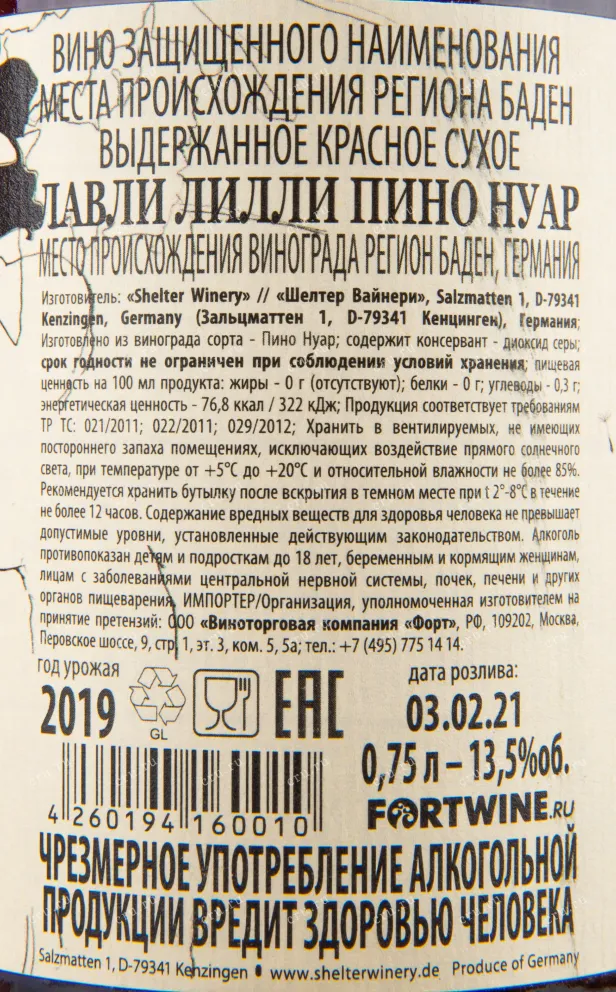 ВИНО ЗАЩИЩЕННОГО НАИМЕНОВАНИЯ
МЕСТА ПРОИСХОЖДЕНИЯ РЕГИОНА БАДЕН
ВЫДЕРЖАННОЕ КРАСНОЕ СУХОЕ
ЛАВЛИ ЛИЛЛИ ПИНО НУАР
МЕСТО ПРОИСХОЖДЕНИЯ ВИНОГРАДА РЕГИОН БАДЕН, ГЕРМАНИЯ
Изготовитель: «Shelter Winery» // «Шелтер Вайнери», Salzmatten 1, D-79341
Kenzingen, Germany (Зальцматтен 1, D-79341 Кенцинген), Германия;
Изготовлено из винограда сорта - Пино Нуар; содержит консервант - диоксид серы;
срок годности не ограничен при соблюдении условий хранения; пищевая
ценность на 100 мл продукта: жиры - 0 г (отсутствуют); белки - 0 г; углеводы - 0,3 г;
энергетическая ценность - 76,8 ккал / 322 кДж; Продукция соответствует требованиям
ТР ТС: 021/2011; 022/2011; 029/2012; Хранить в вентилируемых, не имеющих
постороннего запаха помещениях, исключающих воздействие прямого солнечного
света, при температуре от +5°C до +20°C и относительной влажности не более 85%.
Рекомендуется хранить бутылку после вскрытия в темном месте при t 2°-8°C в течение
не более 12 часов. Содержание вредных веществ для здоровья человека не превышает
допустимые уровни, установленные действующим законодательством. Алкоголь
противопоказан детям и подросткам до 18 лет, беременным и кормящим женщинам,
лицам с заболеваниями центральной нервной системы, почек, печени и других
органов пищеварения. ИМПОРТЕР/Организация, уполномоченная изготовителем на
принятие претензий: ООО «Виноторговая компания «Форт», РФ, 109202, Москва,
Перовское шоссе, 9, стр. 1, эт. 3, ком. 5, 5а; тел.: +7 (495) 775 14 14.
год урожая
2019
GL
EAC
дата розлива:
03.02.21
0,75 л – 13,5%об.
4 260194 160010
FORTWINE.RU
ЧРЕЗМЕРНОЕ УПОТРЕБЛЕНИЕ АЛКОГОЛЬНОЙ
ПРОДУКЦИИ ВРЕДИТ ЗДОРОВЬЮ ЧЕЛОВЕКА
Salzmatten 1, D-79341 Kenzingen • www.shelterwinery.de Produce of Germany